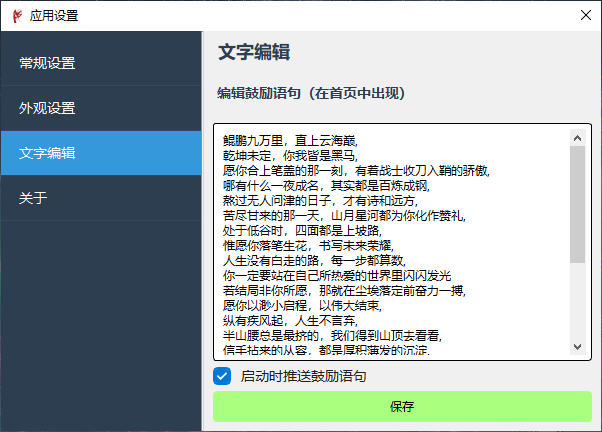 应用设置
常规设置
外观设置
文字编辑
关于
文字编辑
编辑鼓励语句（在首页中出现）
鲲鹏九万里，直上云海巅,
乾坤未定，你我皆是黑马,
愿你合上笔盖的那一刻，有着战士收刀入鞘的骄傲,
哪有什么一夜成名，其实都是百炼成钢,
熬过无人问津的日子，才有诗和远方,
苦尽甘来的那一天，山月星河都为你化作赞礼,
处于低谷时，四面都是上坡路,
惟愿你落笔生花，书写未来荣耀,
人生没有白走的路，每一步都算数,
你一定要站在自己所热爱的世界里闪闪发光
若结局非你所愿，那就在尘埃落定前奋力一搏,
愿你以渺小启程，以伟大结束,
纵有疾风起，人生不言弃,
半山腰总是最挤的，我们得到山顶去看看,
信手拈来的从容，都是厚积薄发的沉淀,
启动时推送鼓励语句
保存